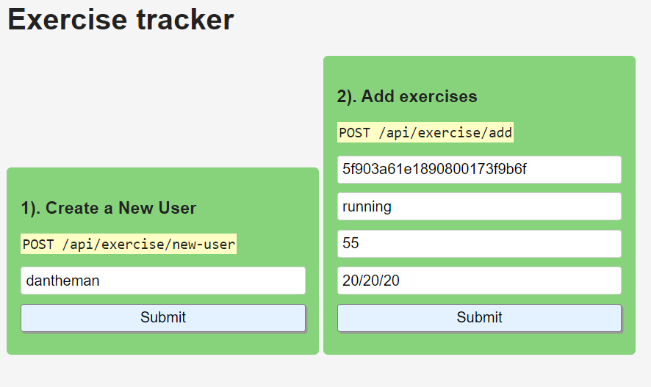 Exercise tracker
1). Create a New User
POST /api/exercise/new-user
dantheman
Submit
2). Add exercises
POST /api/exercise/add
5f903a61e1890800173f9b6f
running
55
20/20/20
Submit